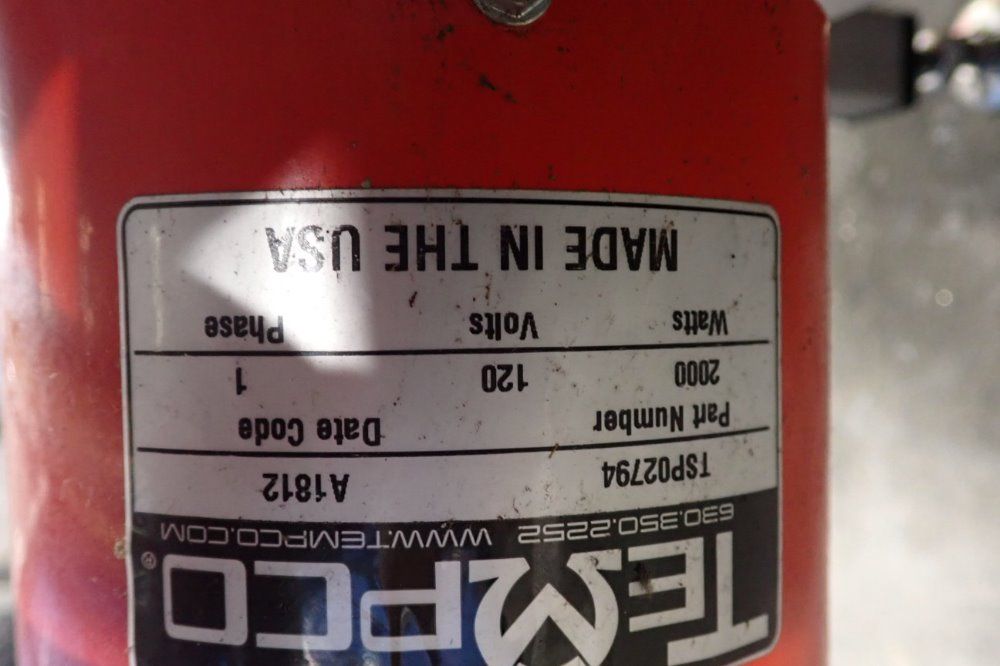 TEMPCO®
630.350.2252 WWW.TEMPCO.COM
TSP02794 A1812
Part Number Date Code
2000 120 1
Watts Volts Phase
MADE IN THE USA